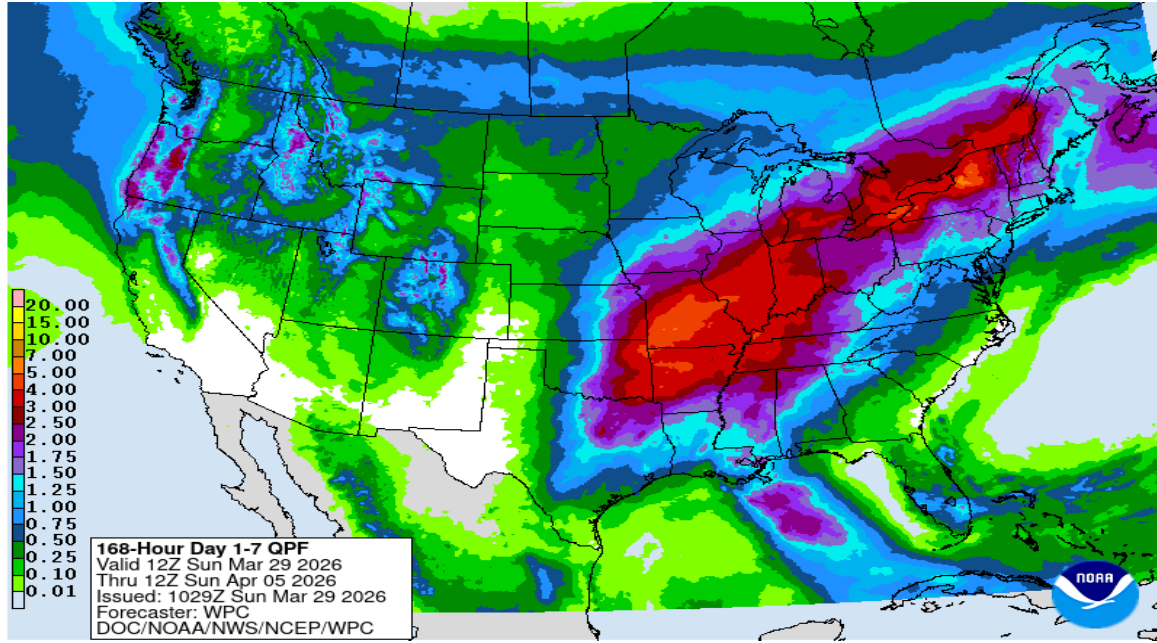 20.00
15.00
10.00
7.00
5.00
4.00
3.00
2.50
2.00
1.75
1.50
1.25
1.00
0.75
0.50
0.25
0.10
0.01
168-Hour Day 1-7 QPF
Valid 12Z Sun Mar 29 2026
Thru 12Z Sun Apr 05 2026
Issued: 1029Z Sun Mar 29 2026
Forecaster: WPC
DOC/NOAA/NWS/NCEP/WPC
NOAA